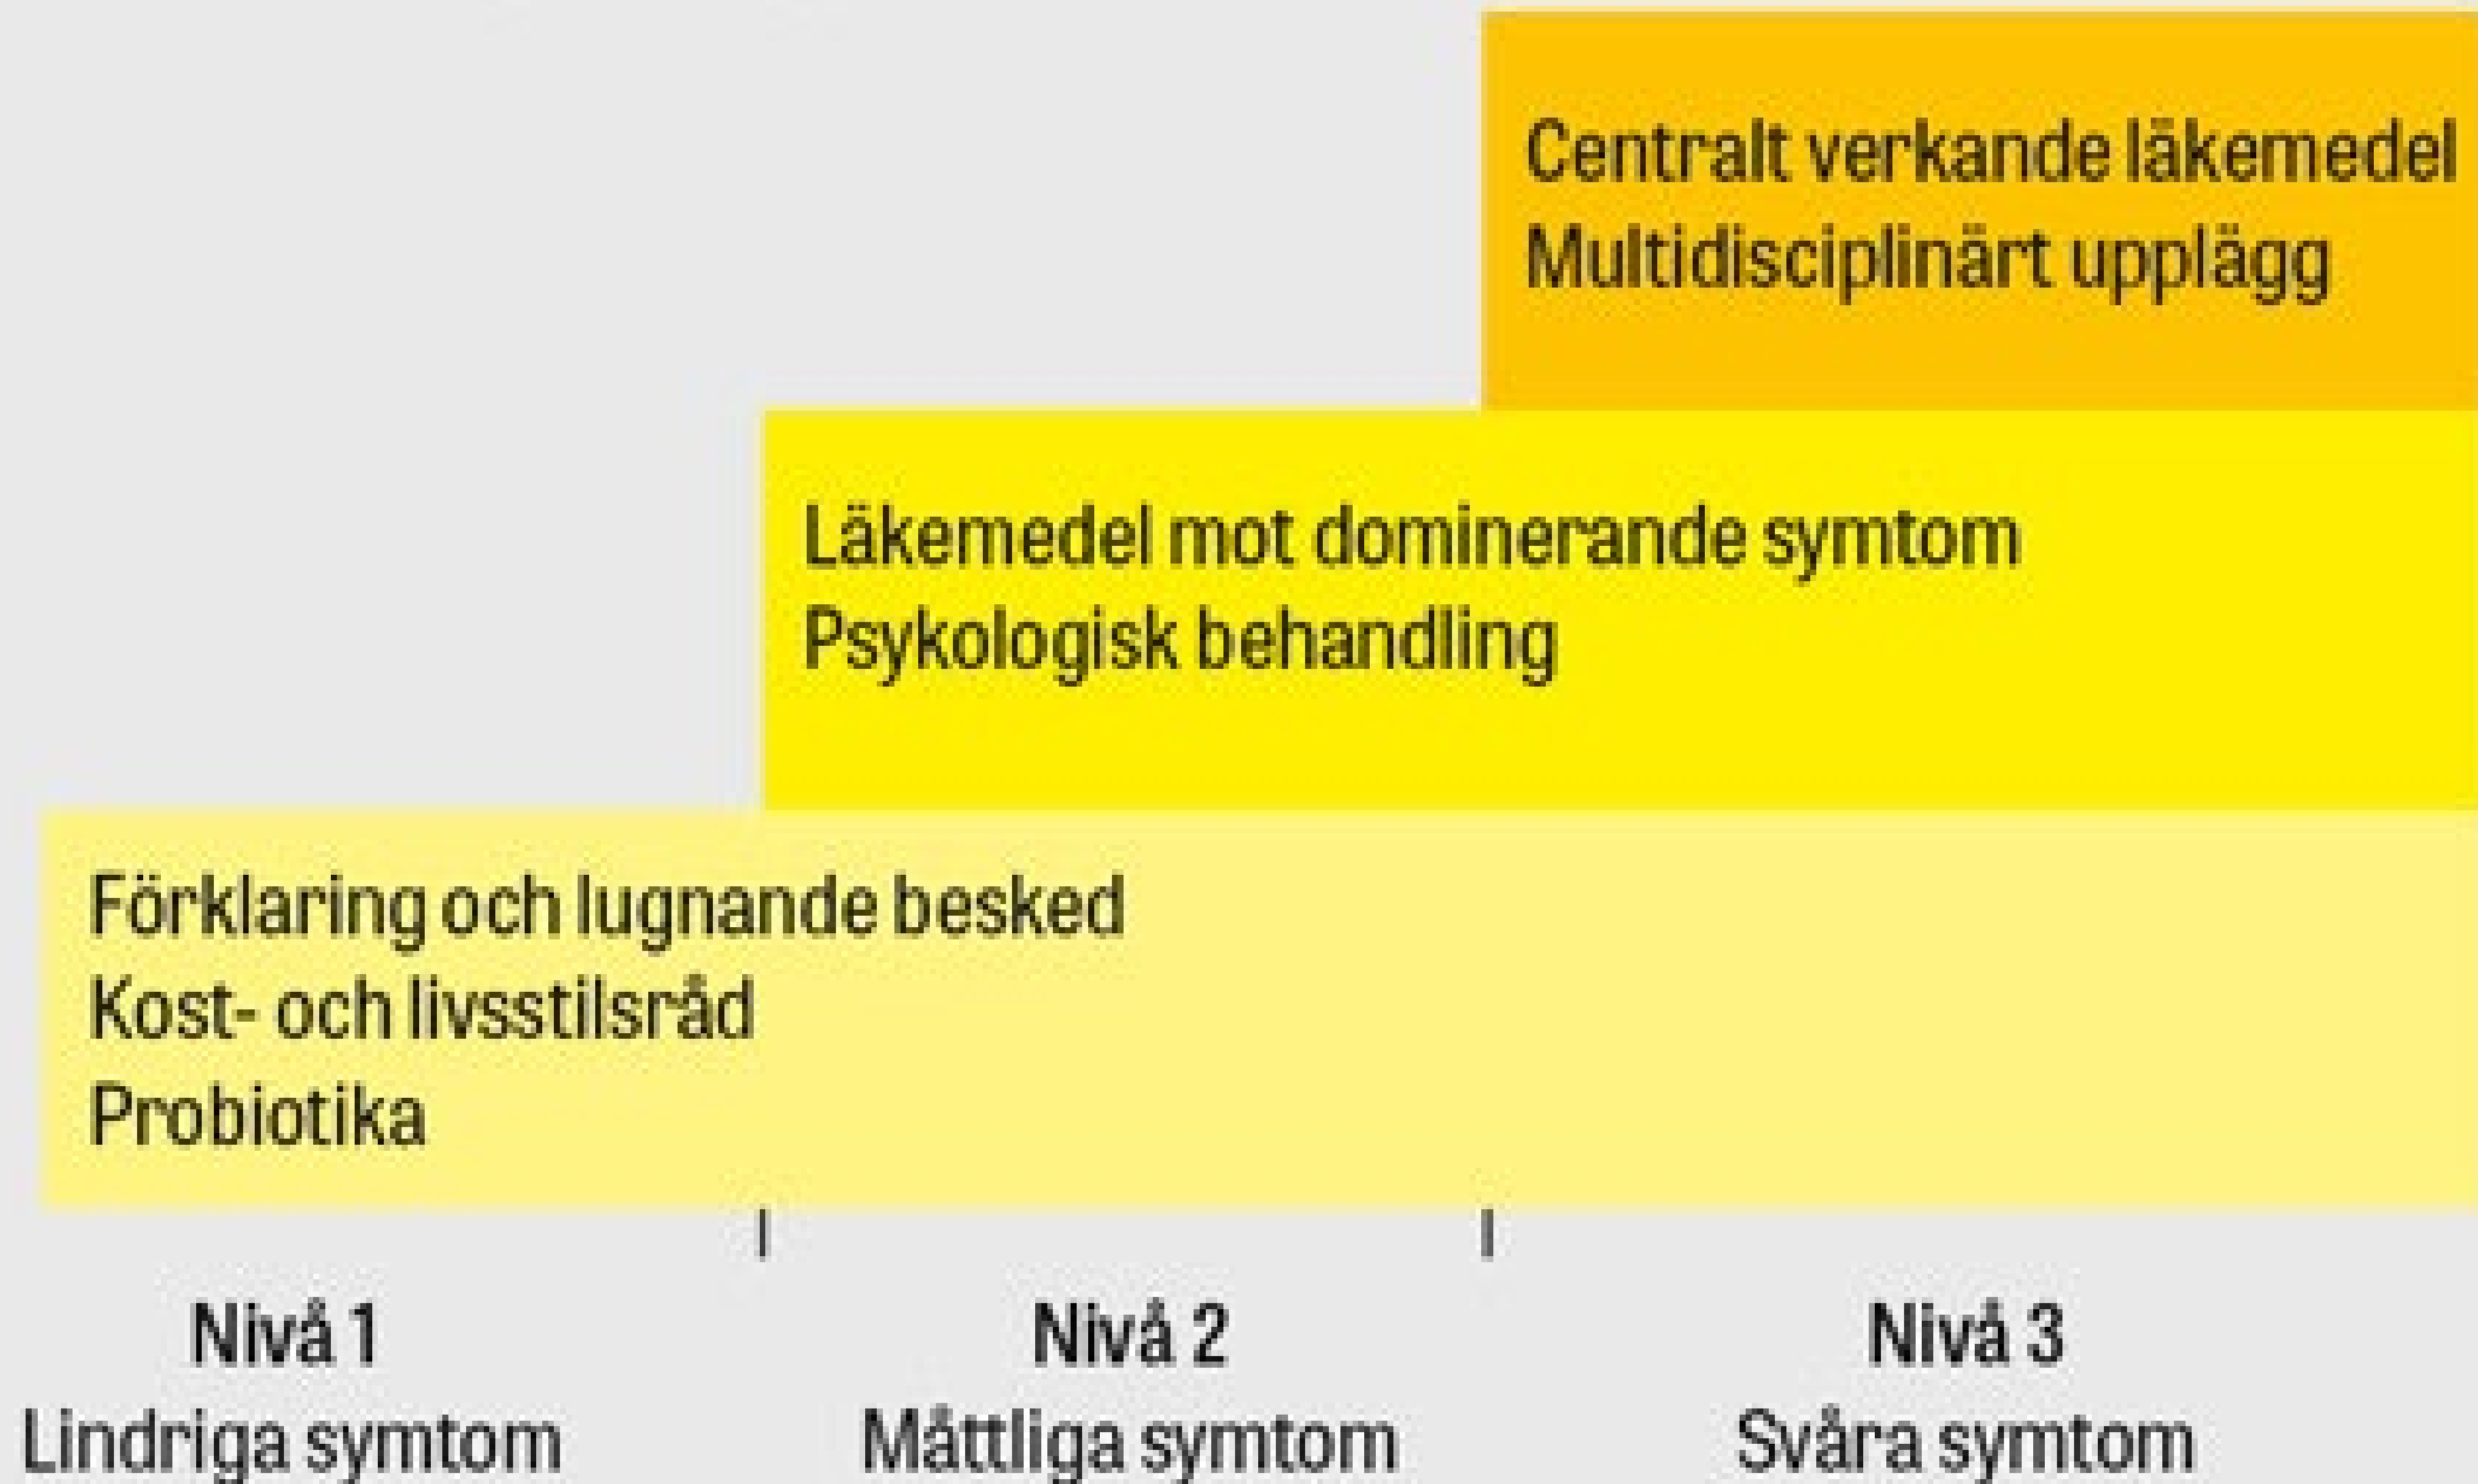 Centralt verkande läkemedel
Multidisciplinärt upplägg
Läkemedel mot dominerande symtom
Psykologisk behandling
Förklaring och lugnande besked
Kost- och livsstilsråd
Probiotika
Nivå 1
Nivå 2
Nivå 3
Lindriga symtom
Måttliga symtom
Svåra symtom